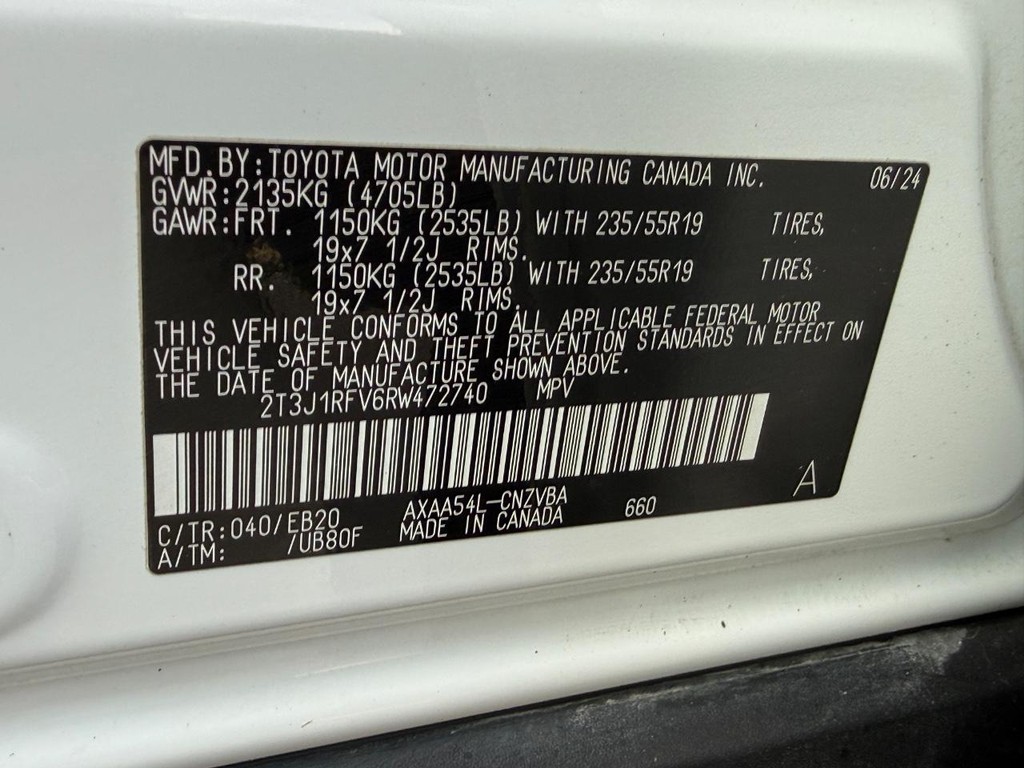 MFD.BY:TOYOTA MOTOR MANUFACTURING CANADA INC. 06/24
GVWR:2135KG (4705LB)
GAWR:FRT. 1150KG (2535LB) WITH 235/55R19 TIRES,
19x7 1/2J RIMS.
RR. 1150KG (2535LB) WITH 235/55R19 TIRES,
19x7 1/2J RIMS.
THIS VEHICLE CONFORMS TO ALL APPLICABLE FEDERAL MOTOR
VEHICLE SAFETY AND THEFT PREVENTION STANDARDS IN EFFECT ON
THE DATE OF MANUFACTURE SHOWN ABOVE.
2T3J1RFV6RW472740 MPV
A
C/TR:040/EB20 AXAA54L-CNZVBA 660
A/TM: /UB80F MADE IN CANADA